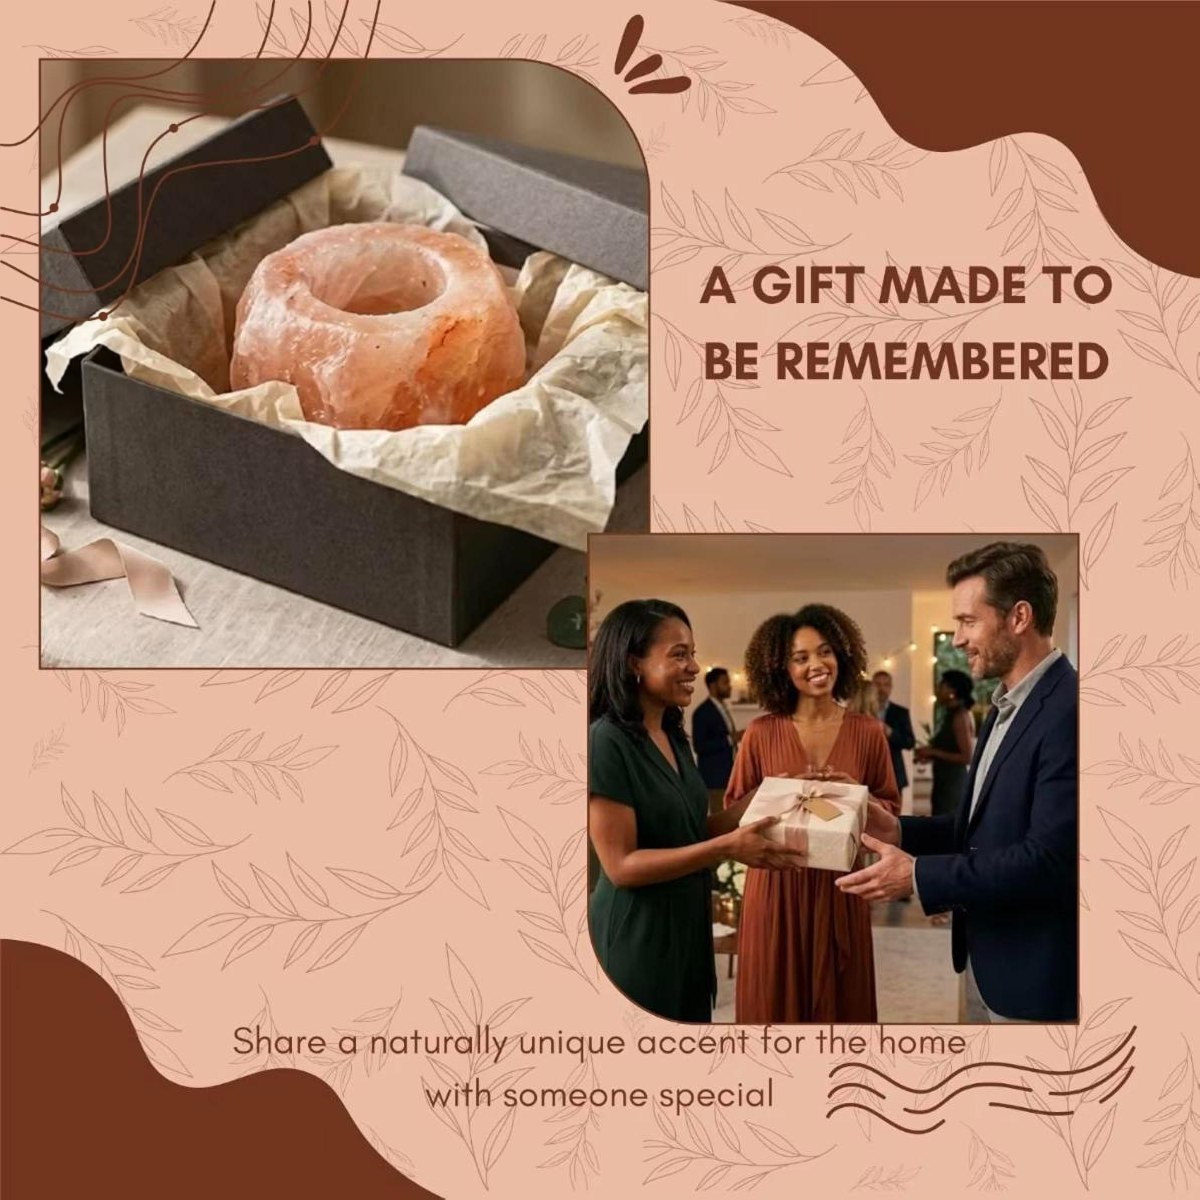 A GIFT MADE TO
BE REMEMBERED
Share a naturally unique accent for the home
with someone special